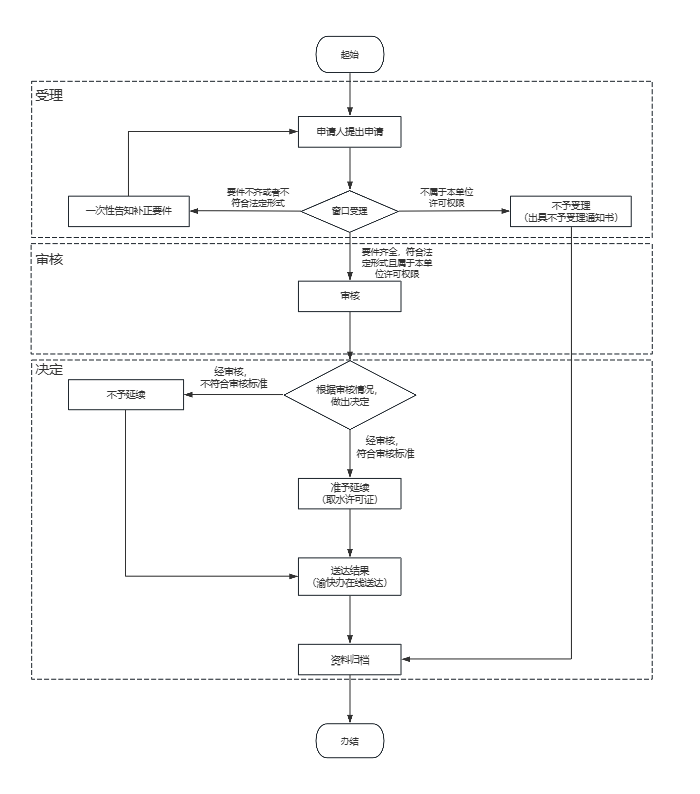 起始
受理
申请人提出申请
要件不齐或者不
符合法定形式
不属于本单位
许可权限
一次性告知补正要件
窗口受理
不予受理
（出具不予受理通知书）
审核
要件齐全，符合法
定形式且属于本单
位许可权限
审核
决定
经审核，
不符合审核标准
不予延续
根据审核情况，
做出决定
经审核，
符合审核标准
准予延续
（取水许可证）
送达结果
（渝快办在线送达）
资料归档
办结